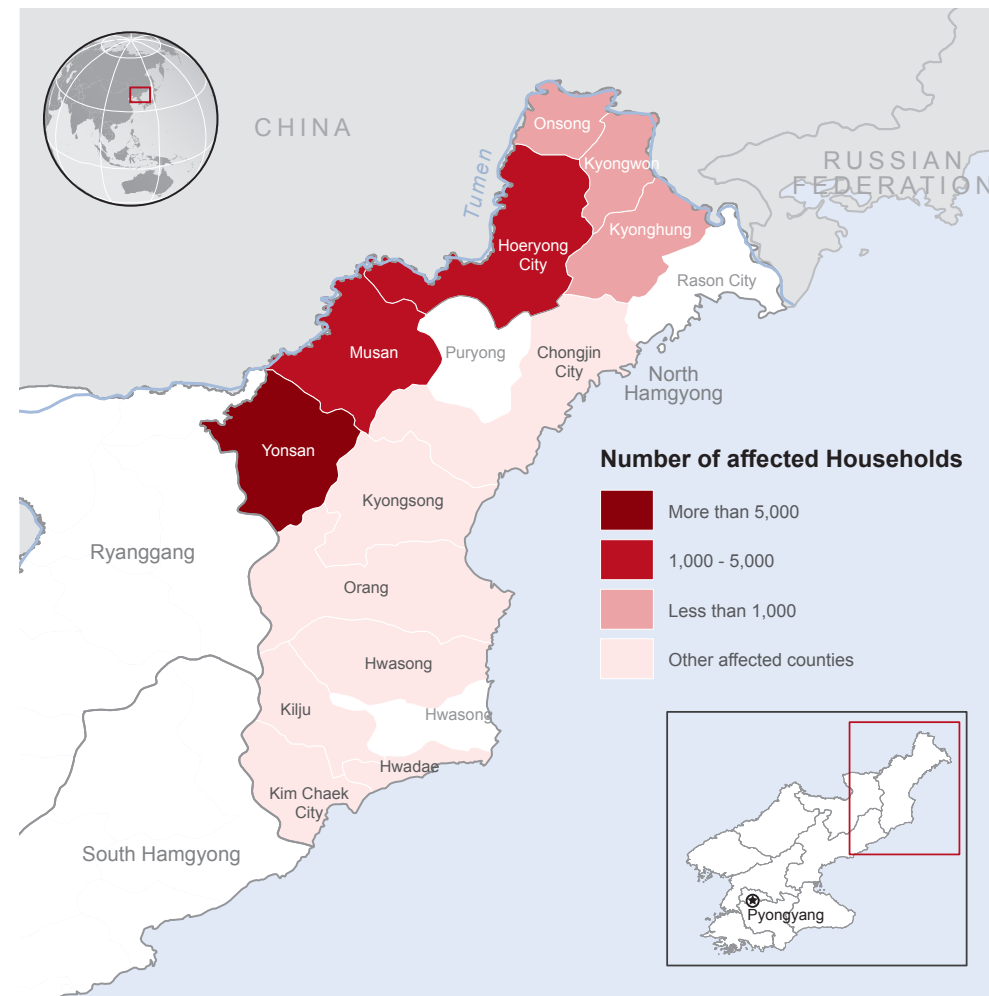 CHINA
Tumen
RUSSIAN
FEDERATION
Onsong
Kyongwon
Kyonghung
Hoeryong
City
Rason City
Musan
Puryong
Chongjin
City
North
Hamgyong
Yonsan
Kyongsong
Ryanggang
Orang
Hwasong
Kilju
Hwasong
Hwadae
Kim Chaek
City
South Hamgyong
Number of affected Households
More than 5,000
1,000 - 5,000
Less than 1,000
Other affected counties
Pyongyang